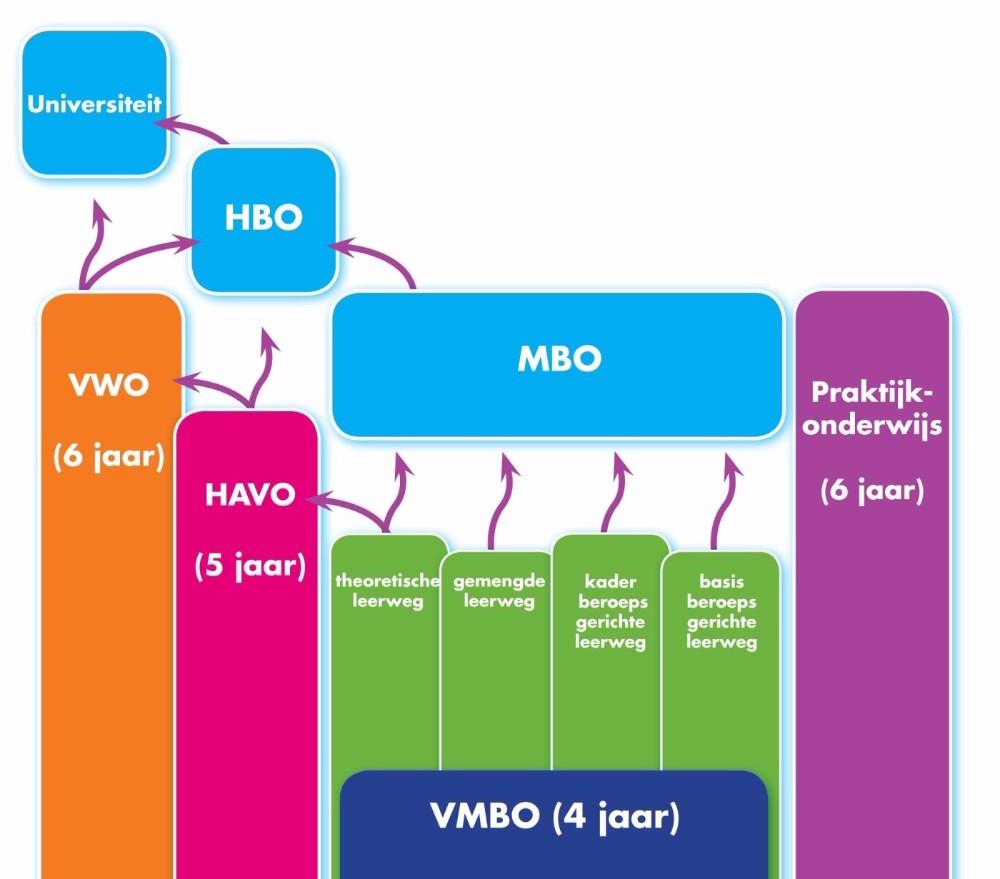 Universiteit
HBO
MBO
VWO
(6 jaar)
HAVO
(5 jaar)
Praktijk-
onderwijs
(6 jaar)
theoretische
leerweg
gemengde
leerweg
kader
beroeps
gerichte
leerweg
basis
beroeps
gerichte
leerweg
VMBO (4 jaar)